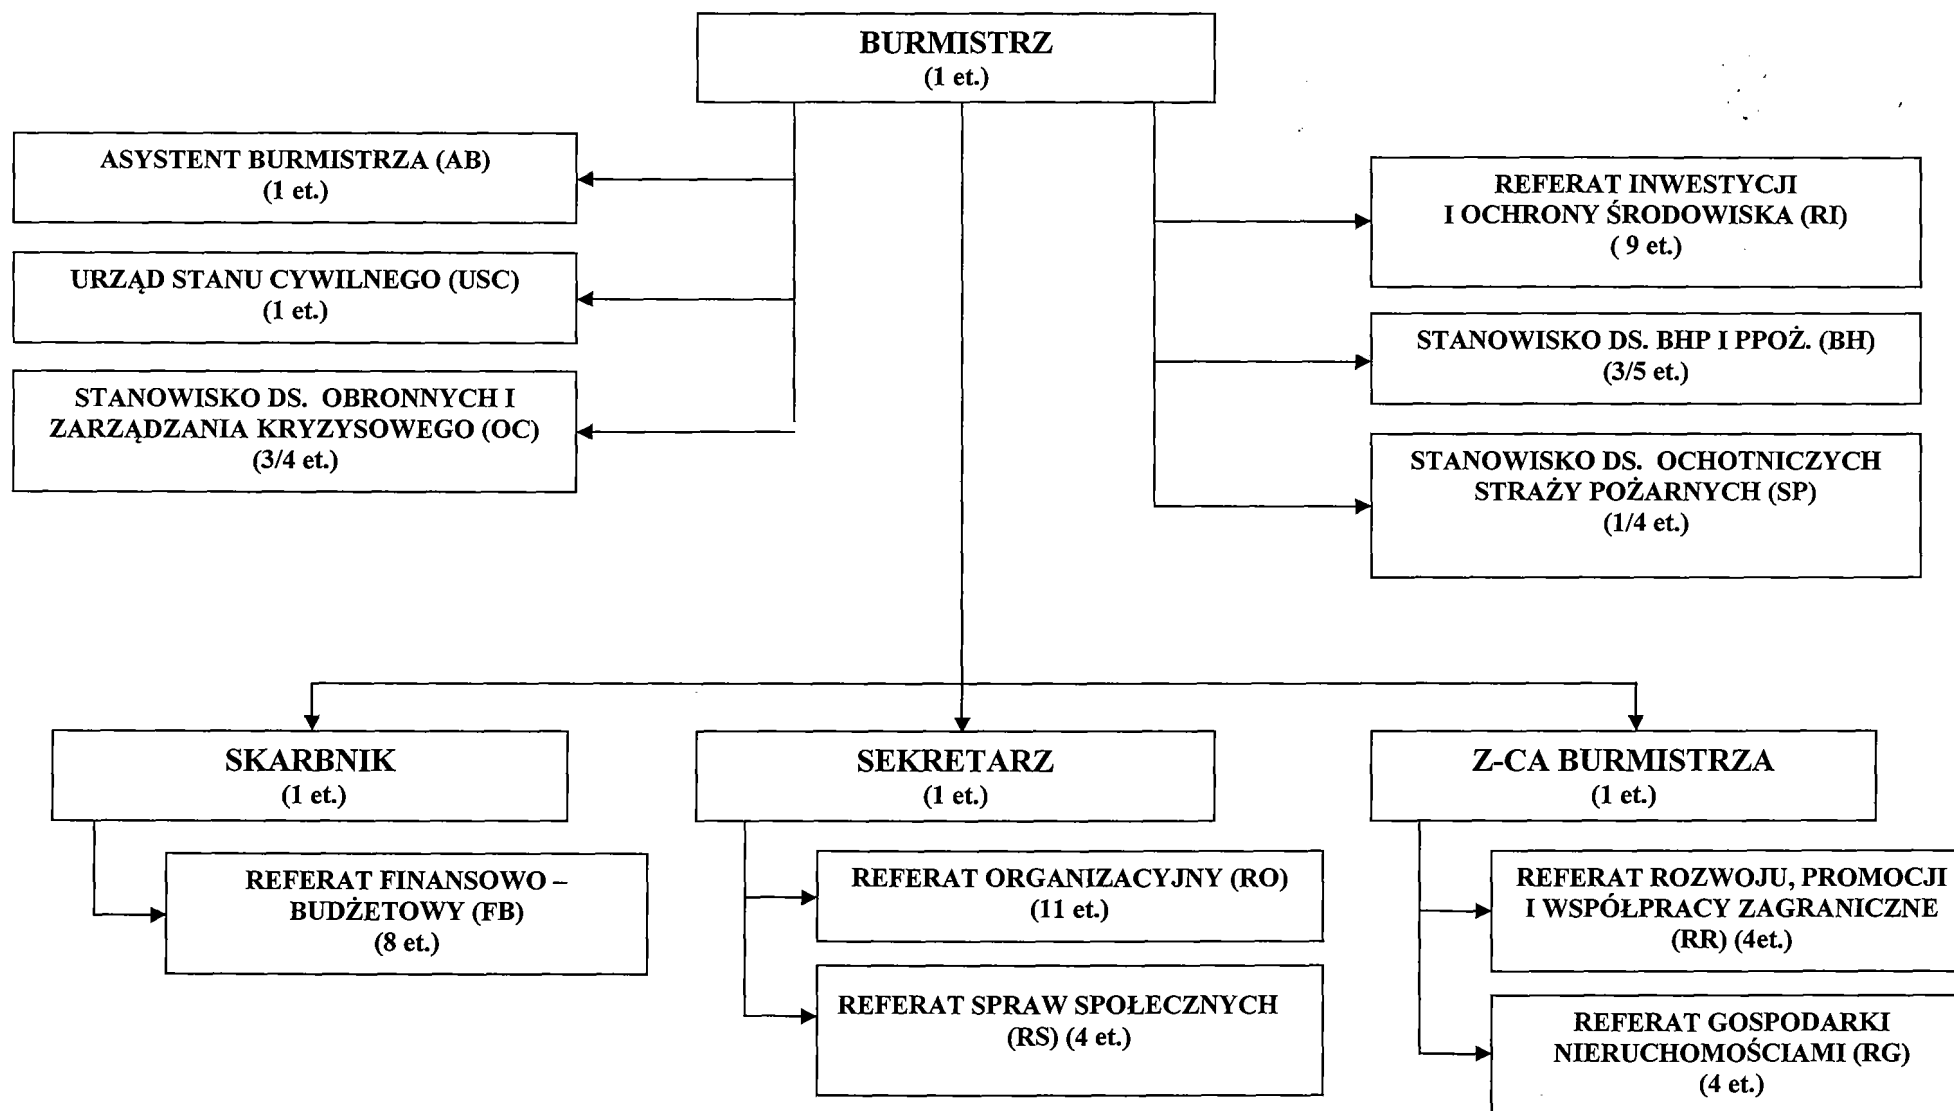 BURMISTRZ
(1 et.)
ASYSTENT BURMISTRZA (AB)
(1 et.)
URZĄD STANU CYWILNEGO (USC)
(1 et.)
STANOWISKO DS. OBRONNYCH I
ZARZĄDZANIA KRYZYSOWEGO (OC)
(3/4 et.)
REFERAT INWESTYCJI
I OCHRONY ŚRODOWISKA (RI)
( 9 et.)
STANOWISKO DS. BHP I PPOŻ. (BH)
(3/5 et.)
STANOWISKO DS. OCHOTNICZYCH
STRAŻY POŻARNYCH (SP)
(1/4 et.)
SKARBNIK
(1 et.)
REFERAT FINANSOWO –
BUDŻETOWY (FB)
(8 et.)
SEKRETARZ
(1 et.)
REFERAT ORGANIZACYJNY (RO)
(11 et.)
REFERAT SPRAW SPOŁECZNYCH
(RS) (4 et.)
Z-CA BURMISTRZA
(1 et.)
REFERAT ROZWOJU, PROMOCJI
I WSPÓŁPRACY ZAGRANICZNE
(RR) (4et.)
REFERAT GOSPODARKI
NIERUCHOMOŚCIAMI (RG)
(4 et.)